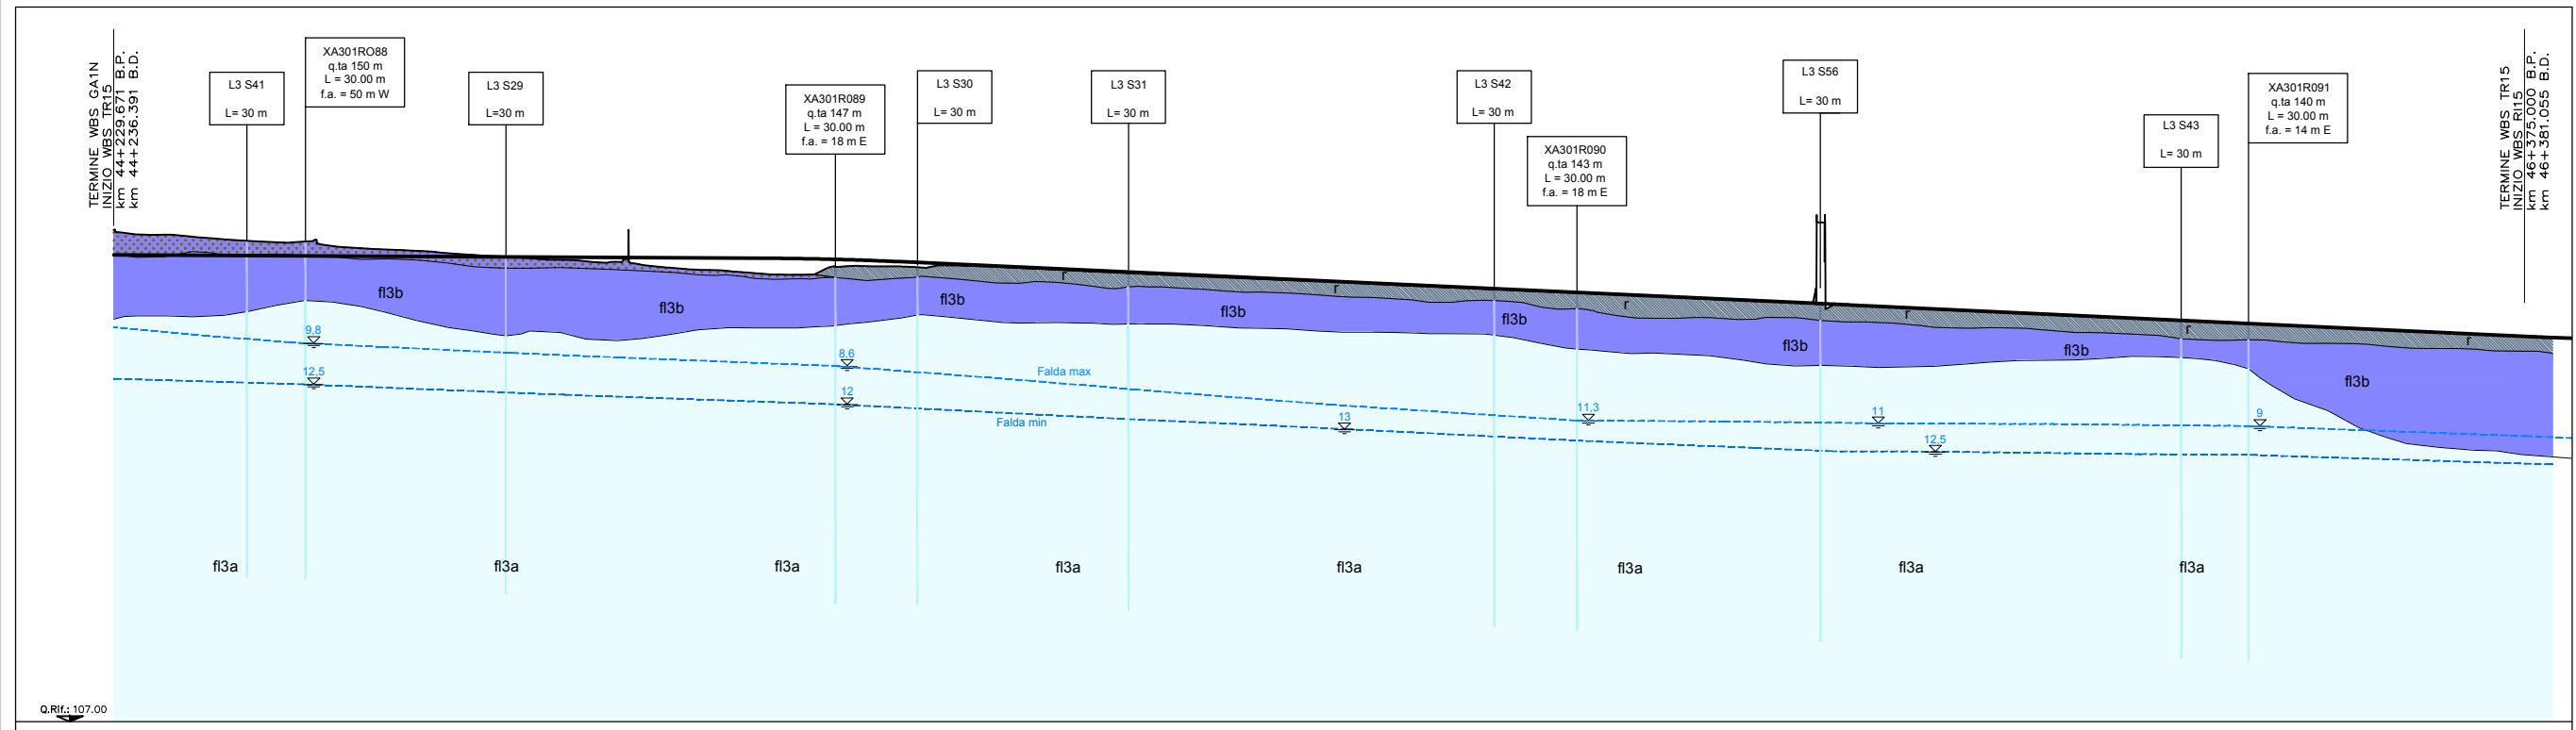 TERMINE WBS GA1N
INIZIO WBS TR15
km 44+229.671 B.P.
km 44+236.391 B.D.
L3 S41
L= 30 m
XA301RO88
q.ta 150 m
L = 30.00 m
f.a. = 50 m W
L3 S29
L=30 m
XA301R089
q.ta 147 m
L = 30.00 m
f.a. = 18 m E
L3 S30
L= 30 m
L3 S31
L= 30 m
L3 S42
L= 30 m
XA301R090
q.ta 143 m
L = 30.00 m
f.a. = 18 m E
L3 S56
L= 30 m
L3 S43
L= 30 m
XA301R091
q.ta 140 m
L = 30.00 m
f.a. = 14 m E
TERMINE WBS TR15
INIZIO WBS RI15
km 46+375.000 B.P.
km 46+381.055 B.D.
r
r
r
r
r
r
fl3b
fl3b
fl3b
fl3b
fl3b
fl3b
fl3b
fl3b
9,8
8,6
Falda max
11,3
11
9
12,5
12
Falda min
13
12,5
fl3a
fl3a
fl3a
fl3a
fl3a
fl3a
fl3a
fl3a
Q.Rif.: 107.00